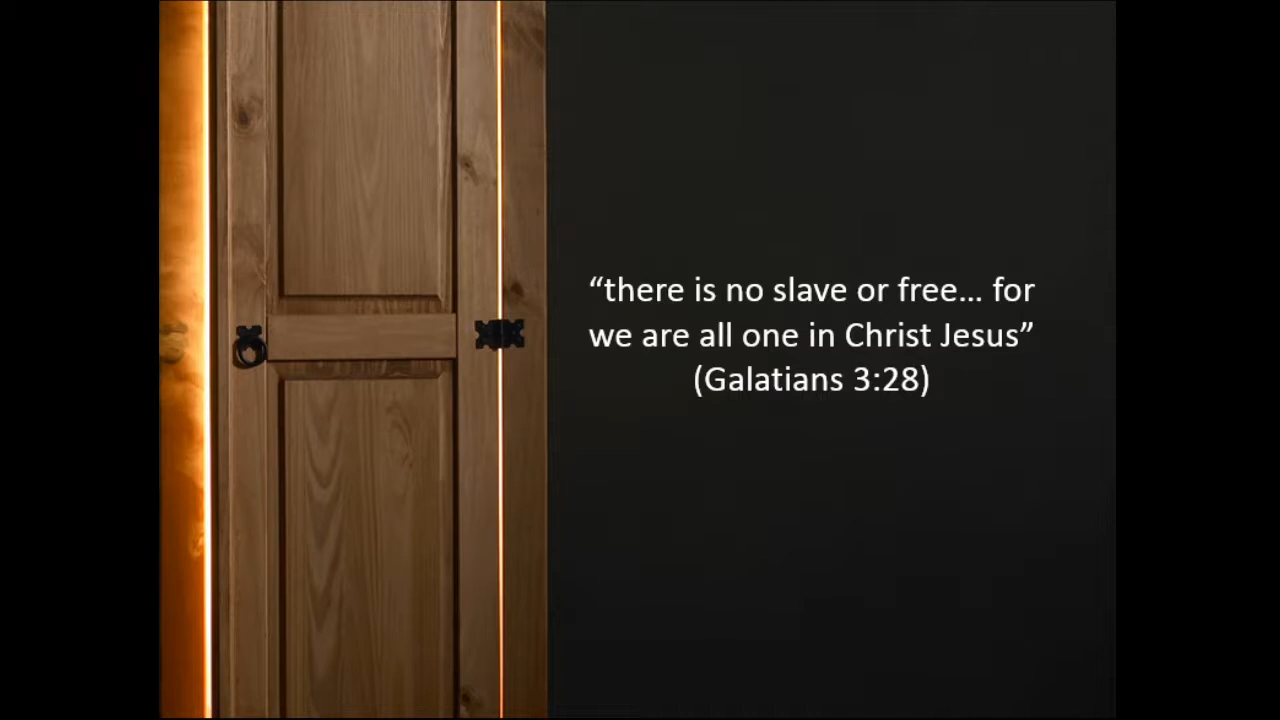 “there is no slave or free... for
we are all one in Christ Jesus”
(Galatians 3:28)